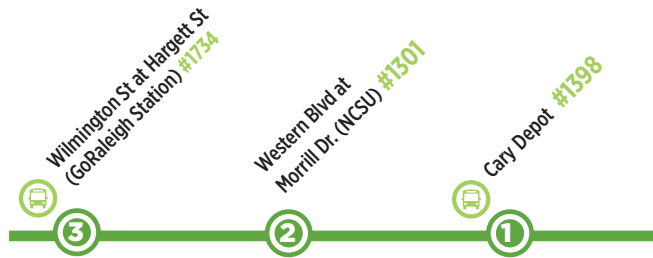 Wilmington St at Hargett St
(GoRaleigh Station) #1734
Western Blvd at
Morrill Dr. (NCSU) #1301
Cary Depot #1398
3
2
1